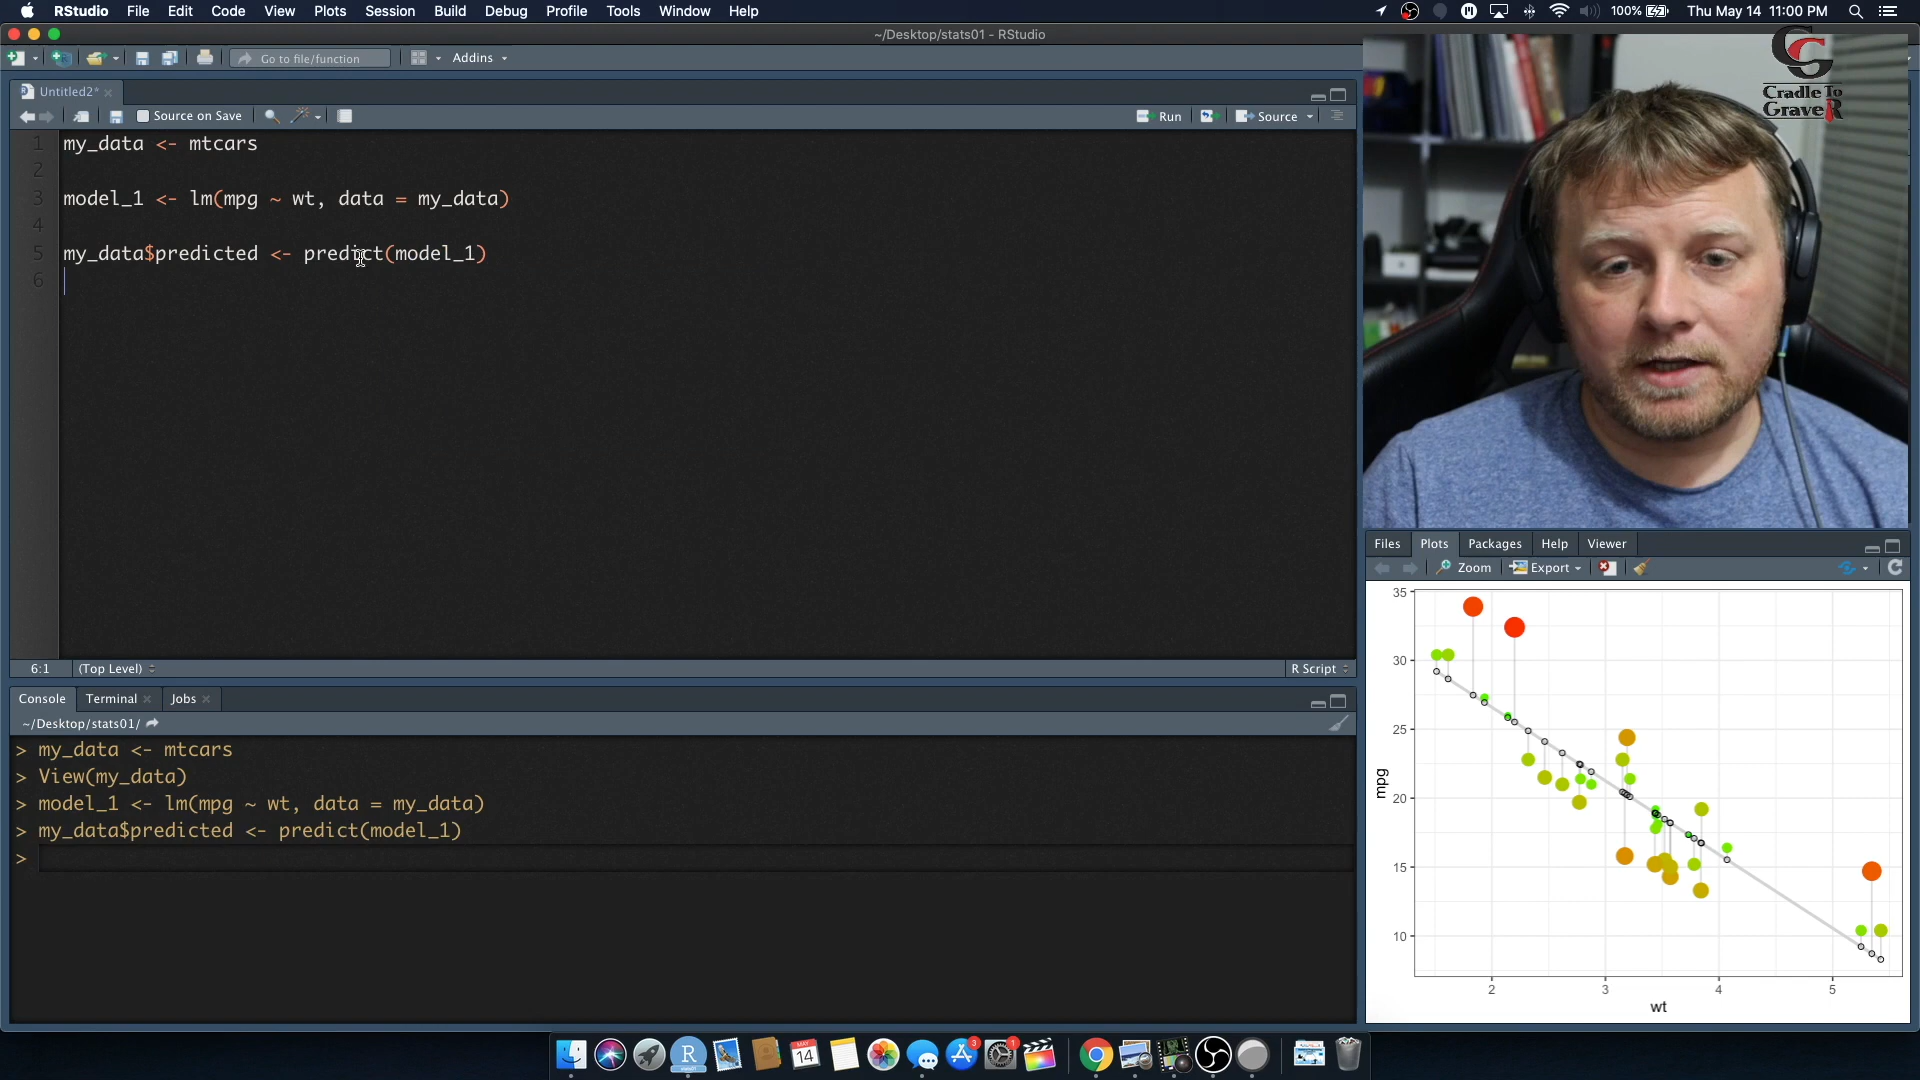 RStudio File Edit Code View Plots Session Build Debug Profile Tools Window Help 100% Thu May 14 11:00 PM
~/Desktop/stats01 - RStudio
Go to file/function Addins
Cradle To
GraveR
Untitled2*
Source on Save Run Source
1 my_data <- mtcars
2
3 model_1 <- lm(mpg ~ wt, data = my_data)
4
5 my_data$predicted <- predict(model_1)
6
6:1 (Top Level) R Script
Console Terminal Jobs
~/Desktop/stats01/
> my_data <- mtcars
> View(my_data)
> model_1 <- lm(mpg ~ wt, data = my_data)
> my_data$predicted <- predict(model_1)
>
Files Plots Packages Help Viewer
Zoom Export
35
30
25
20
15
10
mpg
2 3 4 5
wt
MAY
14
3
1